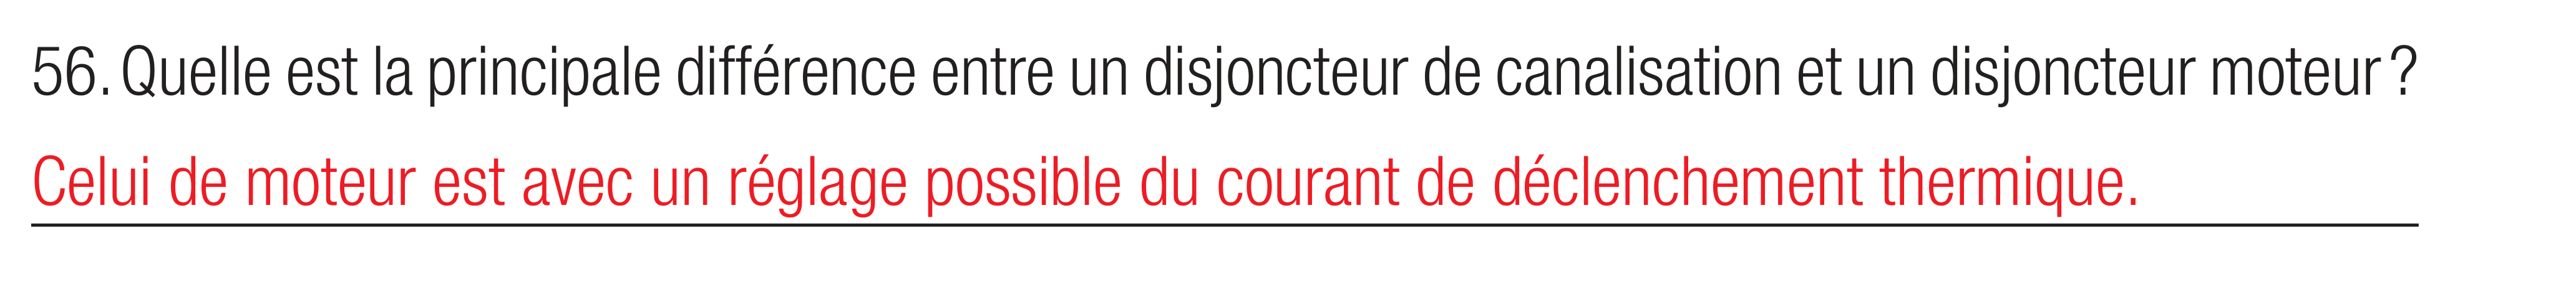 56. Quelle est la principale différence entre un disjoncteur de canalisation et un disjoncteur moteur ?
Celui de moteur est avec un réglage possible du courant de déclenchement thermique.